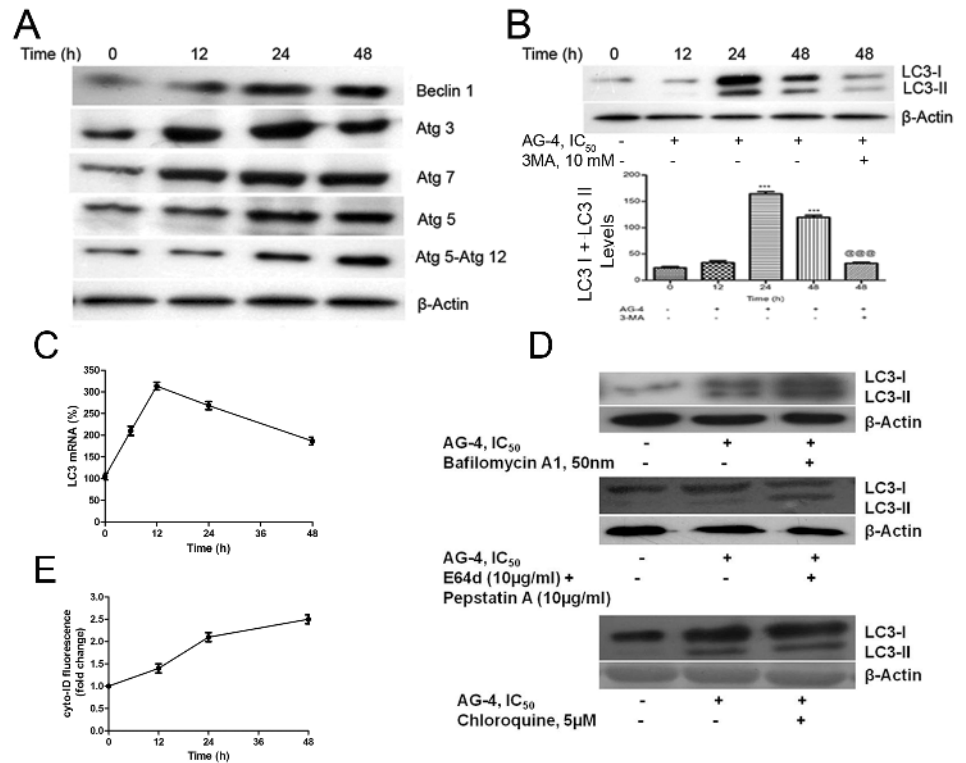 A
Time (h) 0 12 24 48
Beclin 1
Atg 3
Atg 7
Atg 5
Atg 5-Atg 12
β-Actin
B
Time (h) 0 12 24 48 48
LC3-I
LC3-II
β-Actin
AG-4, IC50 - + + + +
3MA, 10 mM - - - - +
LC3 I + LC3 II
Levels
200
150
100
50
0
*** *** @@@
0 12 24 48 48
Time (h)
AG-4 - + + + +
3-MA - - - - +
C
LC3 mRNA (%)
350
300
250
200
150
100
50
0
0 12 24 36 48
Time (h)
D
LC3-I
LC3-II
β-Actin
AG-4, IC50 - + +
Bafilomycin A1, 50nm - - +
LC3-I
LC3-II
β-Actin
AG-4, IC50 - + +
E64d (10µg/ml) + - - +
Pepstatin A (10µg/ml)
LC3-I
LC3-II
β-Actin
AG-4, IC50 - + +
Chloroquine, 5µM - - +
E
cyto-ID fluorescence
(fold change)
3.0
2.5
2.0
1.5
1.0
0.5
0.0
0 12 24 36 48
Time (h)